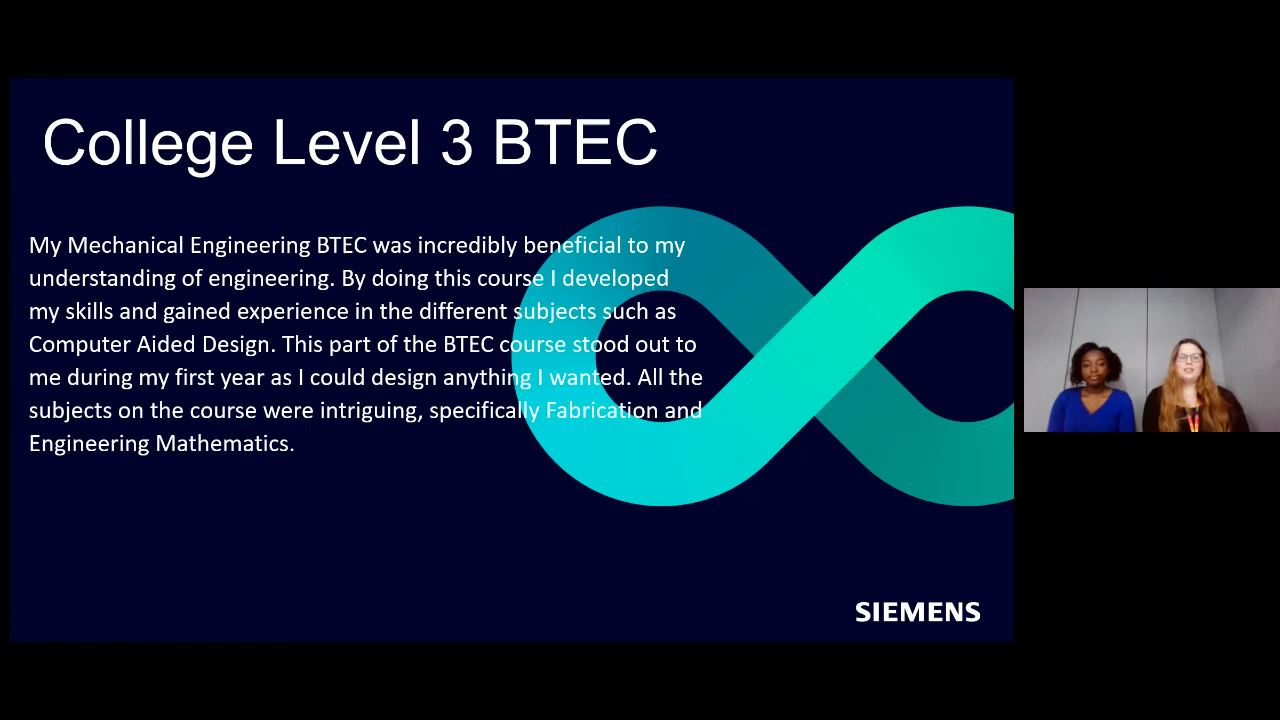 College Level 3 BTEC
My Mechanical Engineering BTEC was incredibly beneficial to my
understanding of engineering. By doing this course I developed
my skills and gained experience in the different subjects such as
Computer Aided Design. This part of the BTEC course stood out to
me during my first year as I could design anything I wanted. All the
subjects on the course were intriguing, specifically Fabrication and
Engineering Mathematics.
SIEMENS